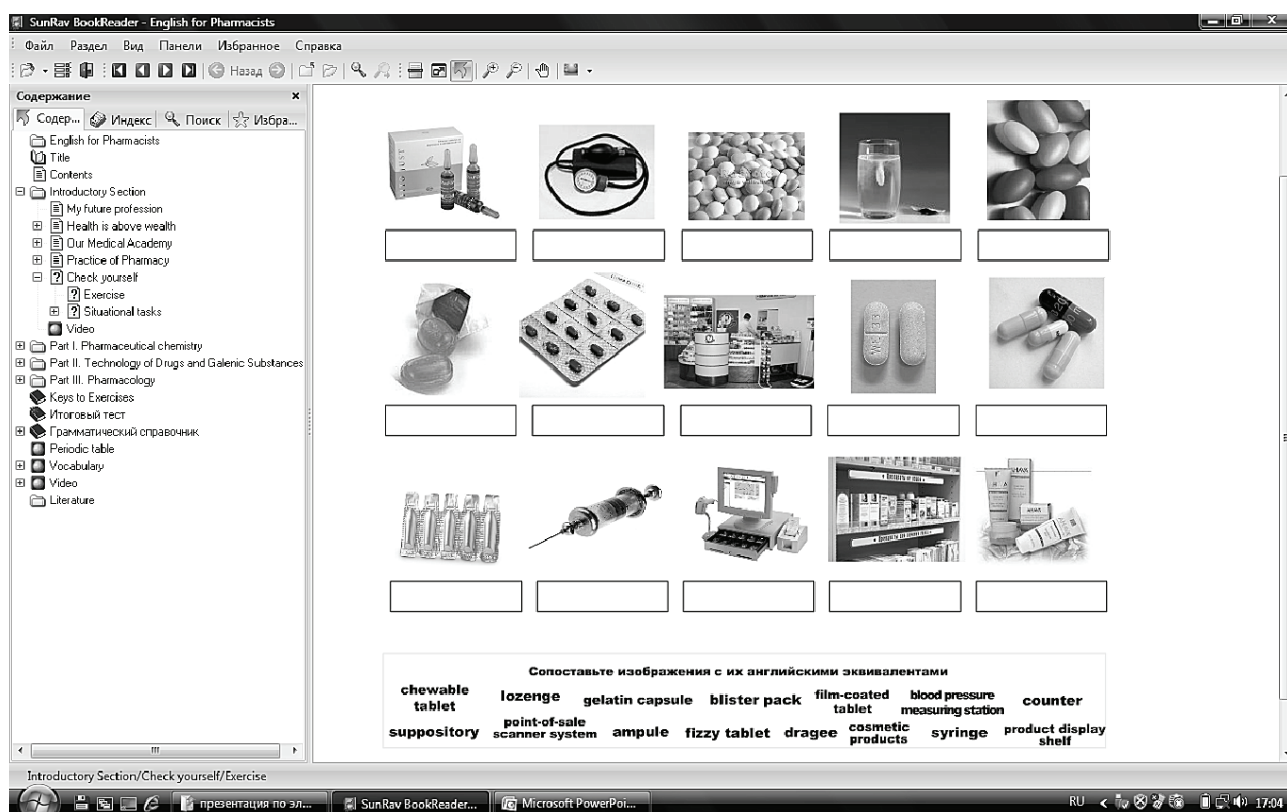 SunRav BookReader - English for Pharmacists
Файл Раздел Вид Панели Избранное Справка
Назад
Содержание
Содер... Индекс Поиск Избра...
English for Pharmacists
Title
Contents
Introductory Section
My future profession
Health is above wealth
Our Medical Academy
Practice of Pharmacy
Check yourself
Exercise
Situational tasks
Video
Part I. Pharmaceutical chemistry
Part II. Technology of Drugs and Galenic Substances
Part III. Pharmacology
Keys to Exercises
Итоговый тест
Грамматический справочник
Periodic table
Vocabulary
Video
Literature
Сопоставьте изображения с их английскими эквивалентами
chewable tablet
lozenge
gelatin capsule
blister pack
film-coated tablet
blood pressure measuring station
counter
suppository
point-of-sale scanner system
ampule
fizzy tablet
dragee
cosmetic products
syringe
product display shelf
Introductory Section/Check yourself/Exercise
презентация по эл...
SunRav BookReader...
Microsoft PowerPoi...
RU
17:04